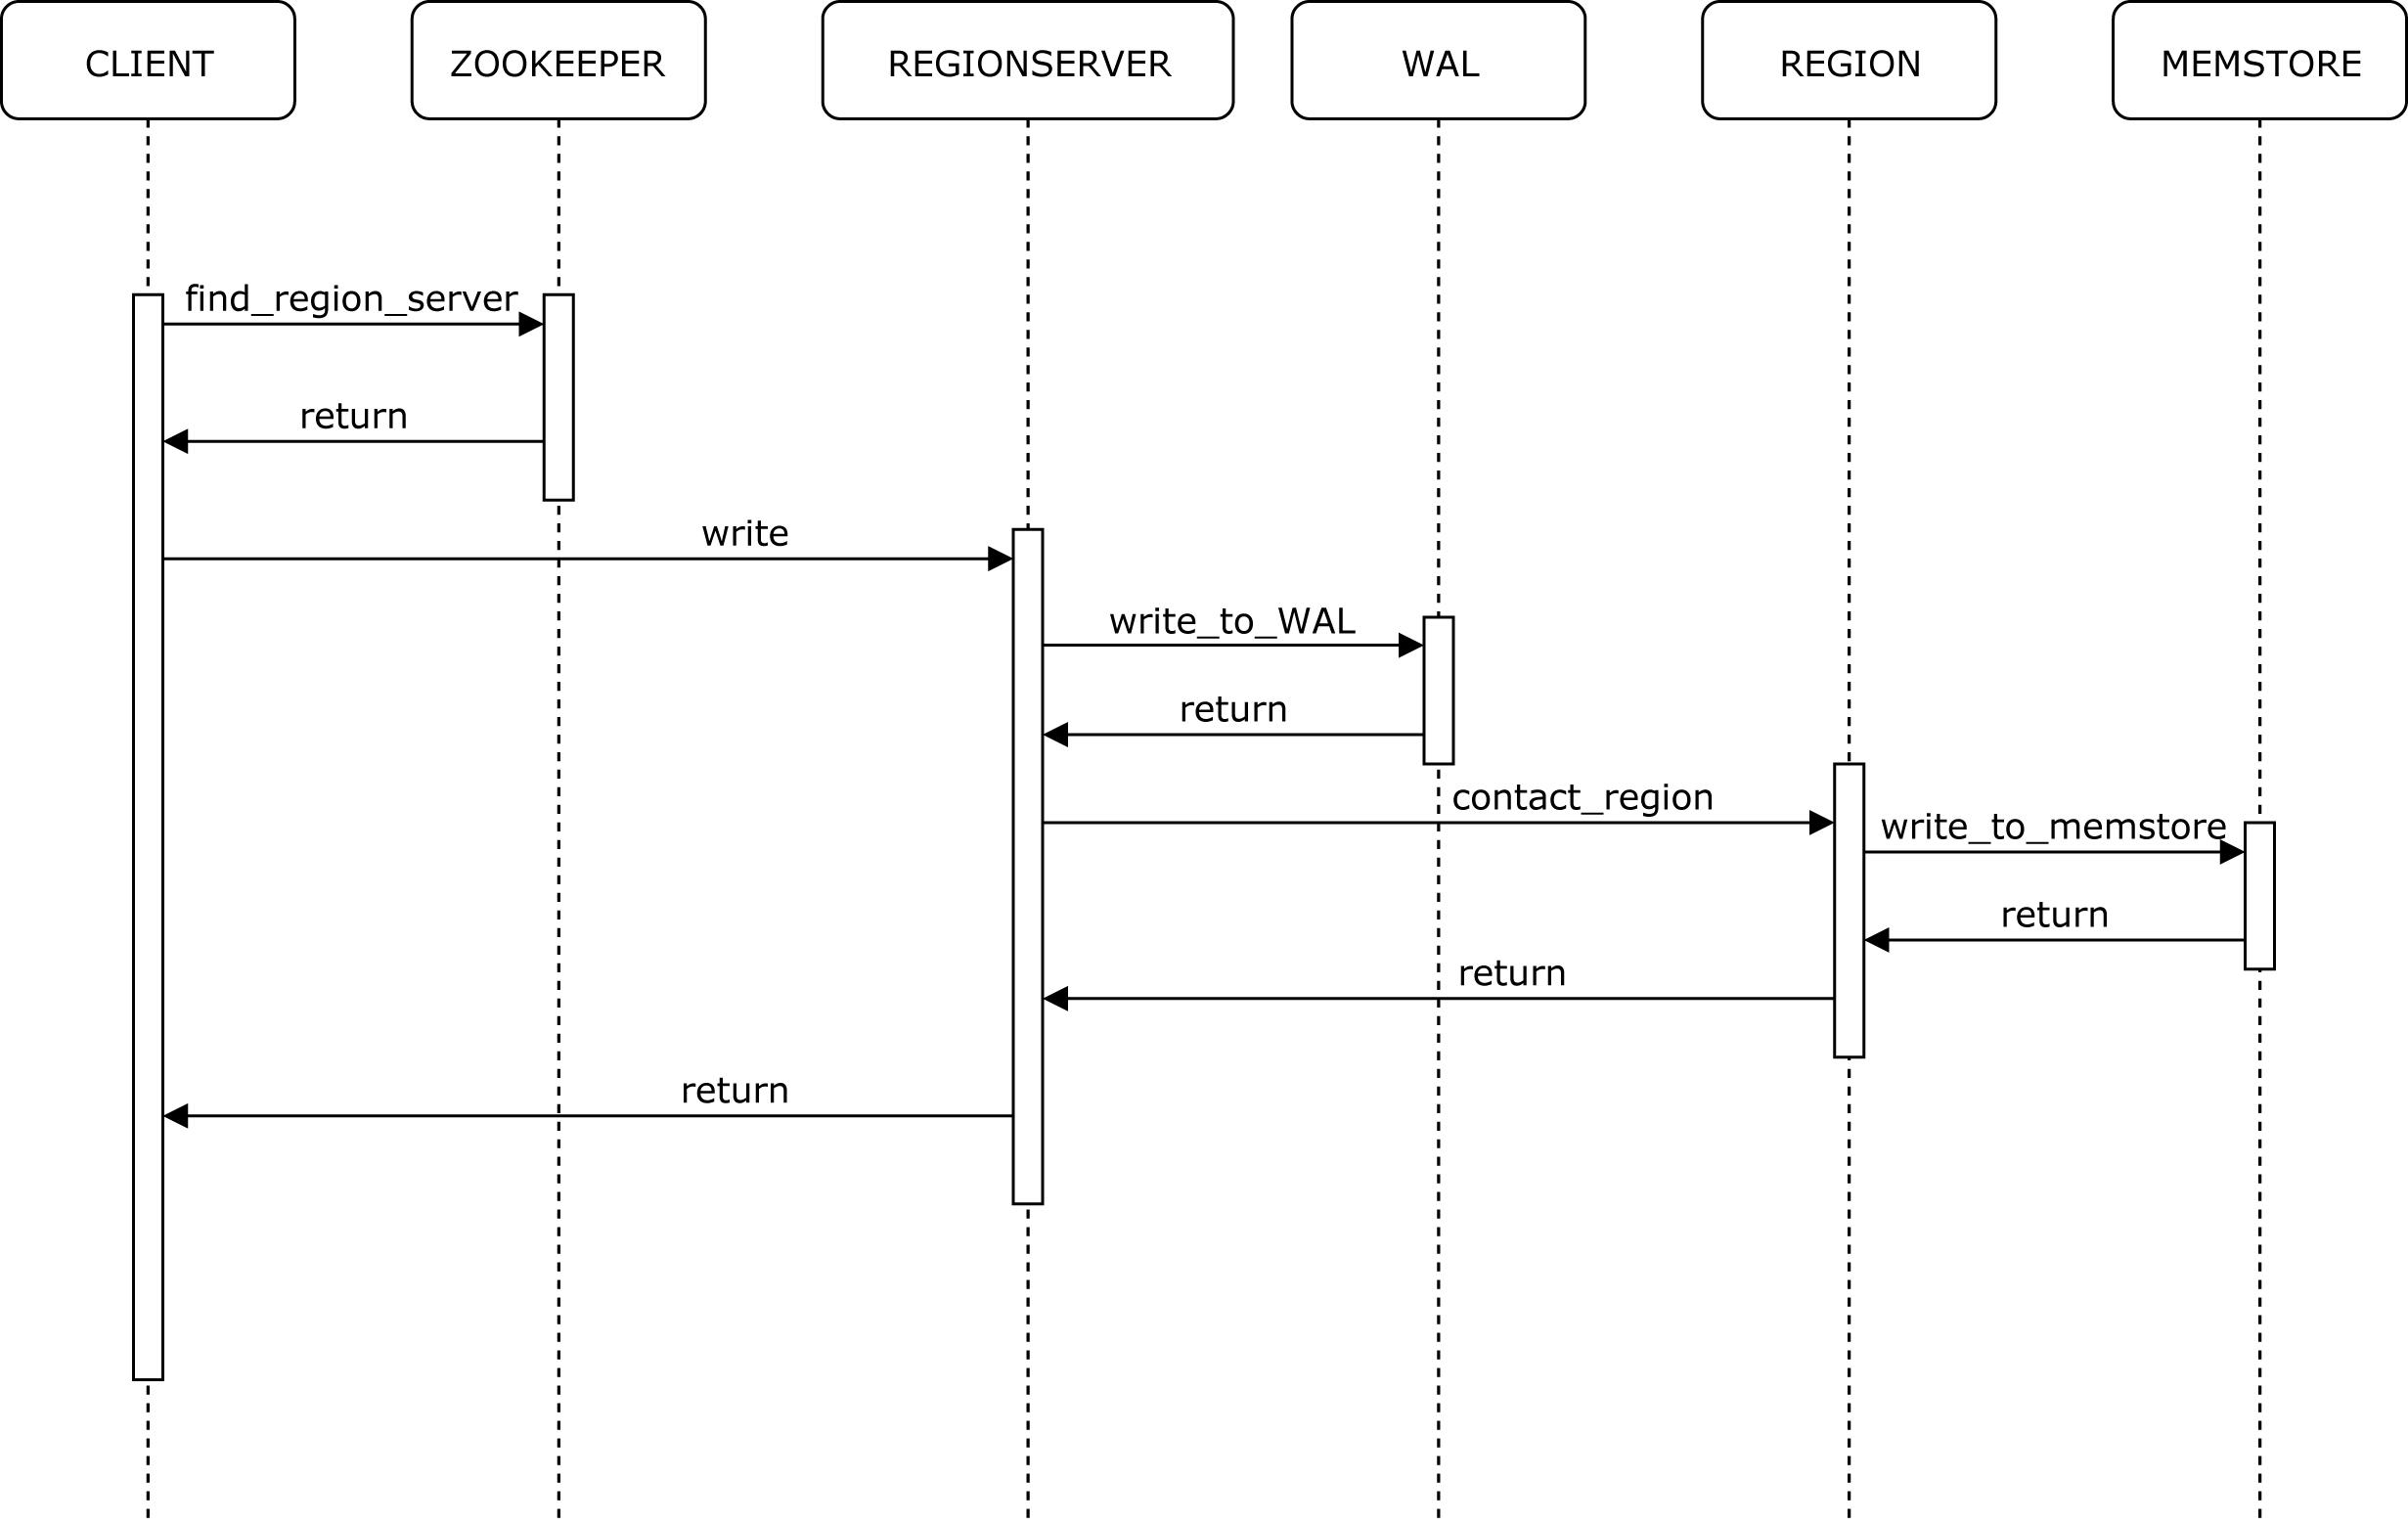 CLIENT
ZOOKEEPER
REGIONSERVER
WAL
REGION
MEMSTORE
find_region_server
return
write
write_to_WAL
return
contact_region
write_to_memstore
return
return
return